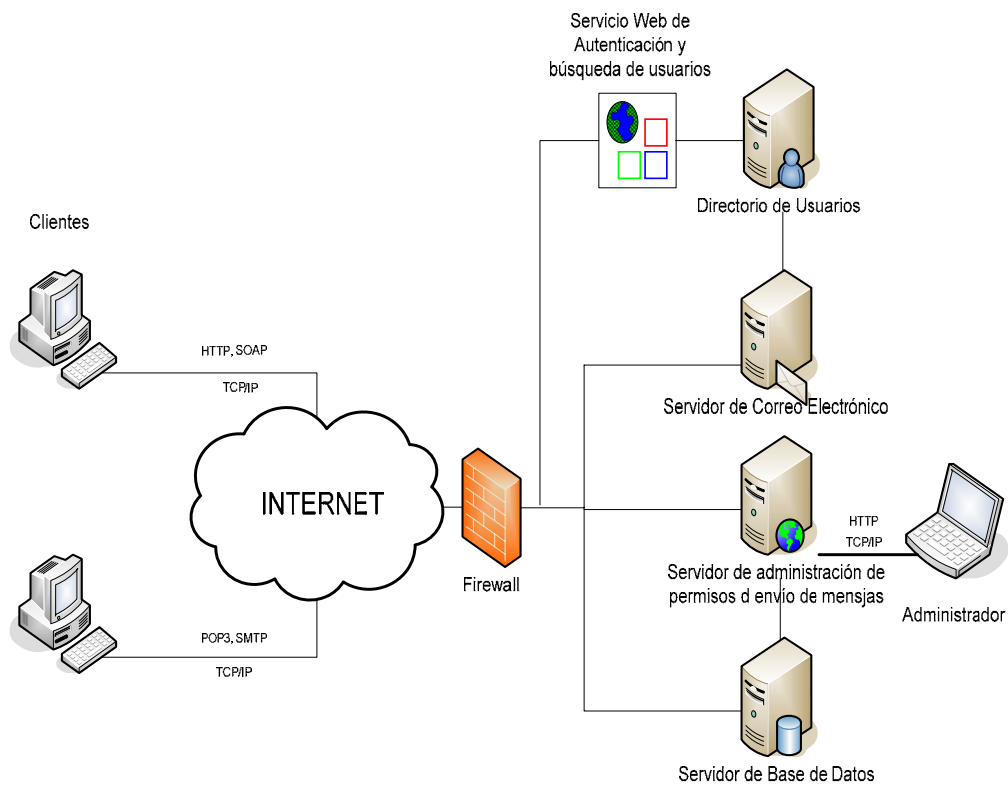 Servicio Web de
Autenticación y
búsqueda de usuarios
Directorio de Usuarios
Clientes
HTTP, SOAP
TCP/IP
Servidor de Correo Electrónico
INTERNET
Firewall
HTTP
TCP/IP
Servidor de administración de
permisos d envío de mensjas
Administrador
POP3, SMTP
TCP/IP
Servidor de Base de Datos